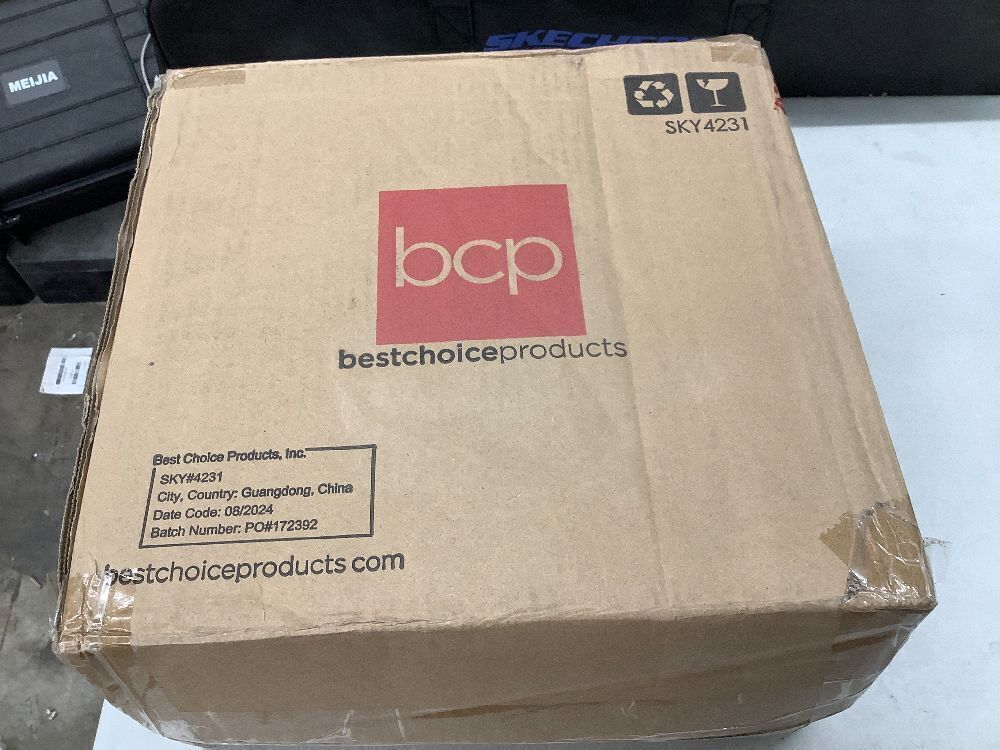 SKECHERS
MEIJIA
SKY4231
bcp
bestchoiceproducts
Best Choice Products, Inc.
SKY#4231
City, Country: Guangdong, China
Date Code: 08/2024
Batch Number: PO#172392
bestchoiceproducts com